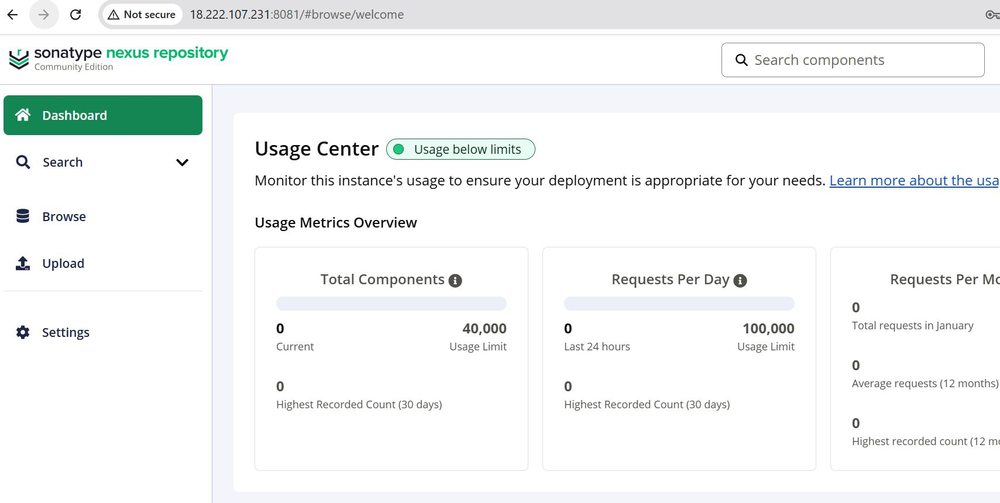 Not secure 18.222.107.231:8081/#browse/welcome
sonatype nexus repository
Community Edition
Search components
Dashboard
Search
Browse
Upload
Settings
Usage Center Usage below limits
Monitor this instance's usage to ensure your deployment is appropriate for your needs. Learn more about the usa
Usage Metrics Overview
Total Components
0 40,000
Current Usage Limit
0
Highest Recorded Count (30 days)
Requests Per Day
0 100,000
Last 24 hours Usage Limit
0
Highest Recorded Count (30 days)
Requests Per Mo
0
Total requests in January
0
Average requests (12 months)
0
Highest recorded count (12 mo